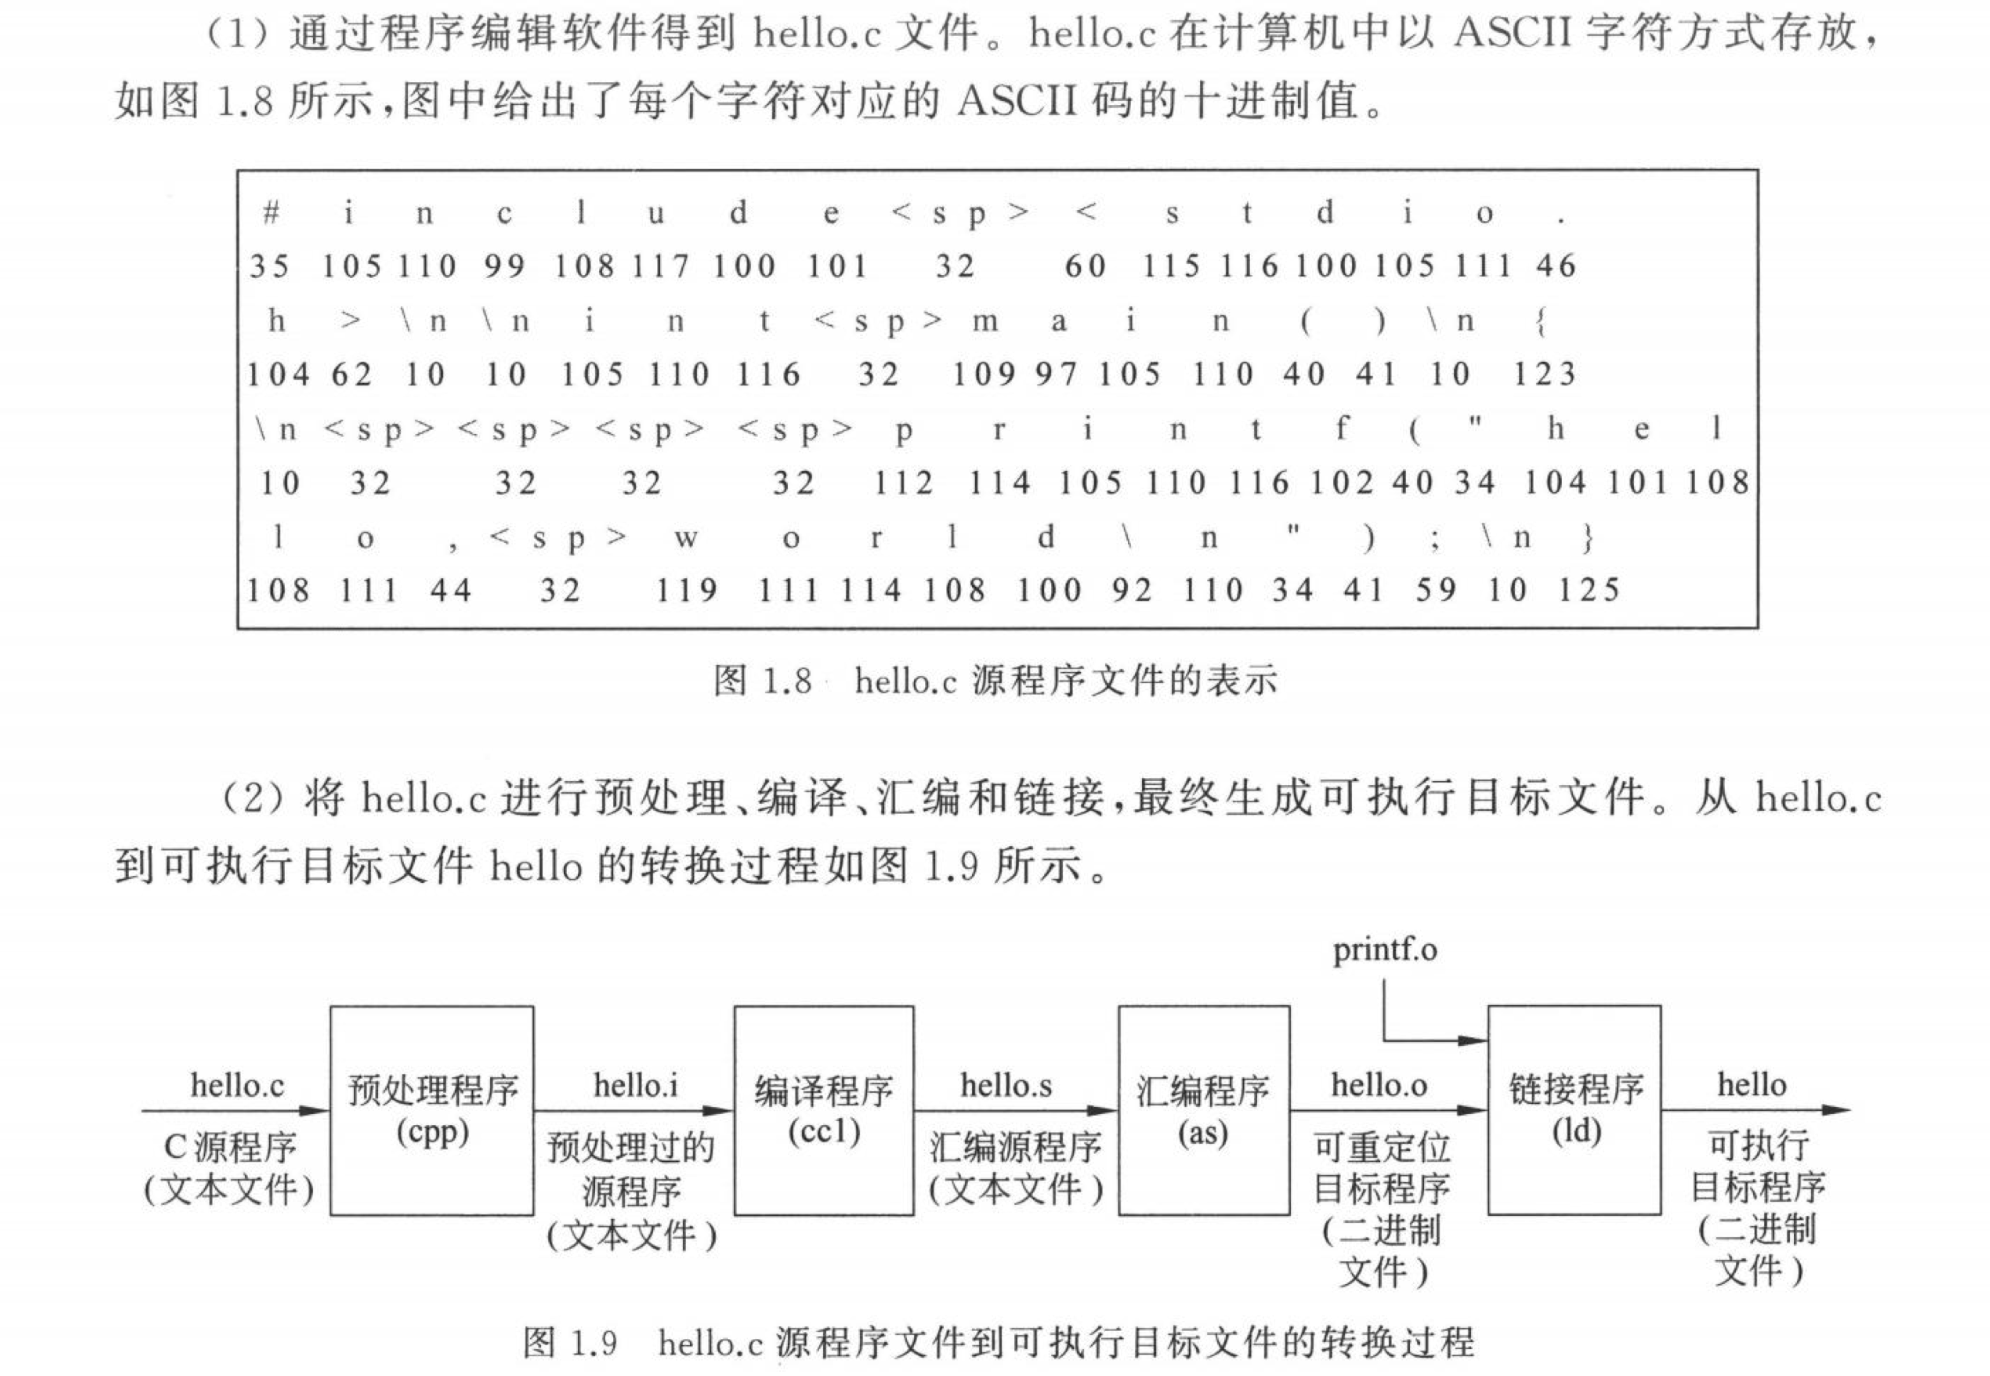 (1) 通过程序编辑软件得到 hello.c 文件。hello.c 在计算机中以 ASCII 字符方式存放，
如图 1.8 所示，图中给出了每个字符对应的 ASCII 码的十进制值。
# i n c l u d e <sp> < s t d i o .
35 105 110 99 108 117 100 101 32 60 115 116 100 105 111 46
h > \n \n i n t <sp> m a i n ( ) \n {
104 62 10 10 105 110 116 32 109 97 105 110 40 41 10 123
\n <sp> <sp> <sp> <sp> p r i n t f ( " h e l
10 32 32 32 32 112 114 105 110 116 102 40 34 104 101 108
l o , <sp> w o r l d \ n " ) ; \n }
108 111 44 32 119 111 114 108 100 92 110 34 41 59 10 125
图 1.8 hello.c 源程序文件的表示
(2) 将 hello.c 进行预处理、编译、汇编和链接，最终生成可执行目标文件。从 hello.c
到可执行目标文件 hello 的转换过程如图 1.9 所示。
printf.o
hello.c
C 源程序
(文本文件)
预处理程序
(cpp)
hello.i
预处理过的
源程序
(文本文件)
编译程序
(cc1)
hello.s
汇编源程序
(文本文件)
汇编程序
(as)
hello.o
可重定位
目标程序
(二进制
文件)
链接程序
(ld)
hello
可执行
目标程序
(二进制
文件)
图 1.9 hello.c 源程序文件到可执行目标文件的转换过程